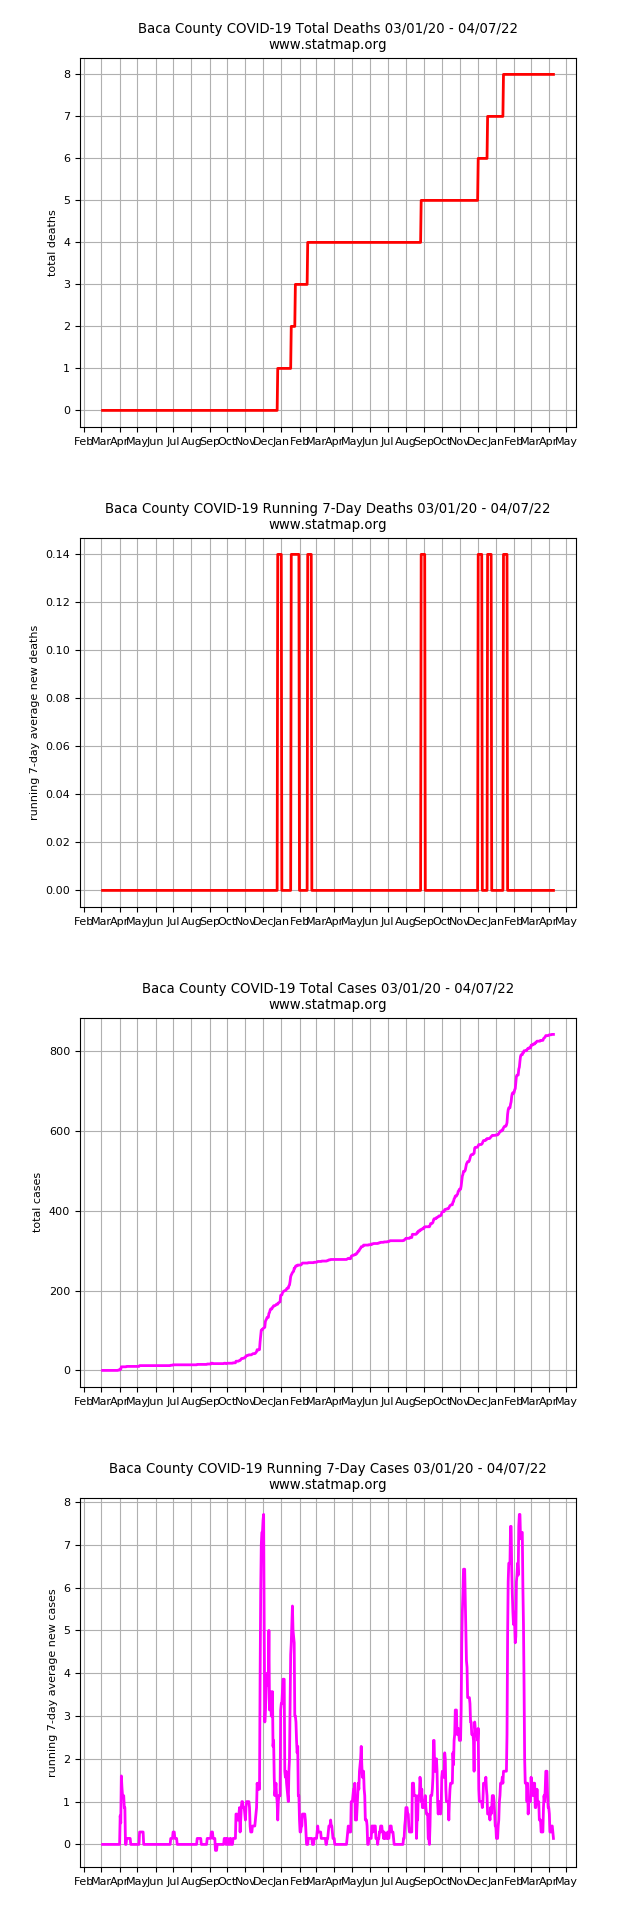 Baca County COVID-19 Total Deaths 03/01/20 - 04/07/22
www.statmap.org
8
7
6
5
4
3
2
1
0
total deaths
Feb Mar Apr May Jun Jul Aug Sep Oct Nov Dec Jan Feb Mar Apr May Jun Jul Aug Sep Oct Nov Dec Jan Feb Mar Apr May
Baca County COVID-19 Running 7-Day Deaths 03/01/20 - 04/07/22
www.statmap.org
0.14
0.12
0.10
0.08
0.06
0.04
0.02
0.00
running 7-day average new deaths
Feb Mar Apr May Jun Jul Aug Sep Oct Nov Dec Jan Feb Mar Apr May Jun Jul Aug Sep Oct Nov Dec Jan Feb Mar Apr May
Baca County COVID-19 Total Cases 03/01/20 - 04/07/22
www.statmap.org
800
600
400
200
0
total cases
Feb Mar Apr May Jun Jul Aug Sep Oct Nov Dec Jan Feb Mar Apr May Jun Jul Aug Sep Oct Nov Dec Jan Feb Mar Apr May
Baca County COVID-19 Running 7-Day Cases 03/01/20 - 04/07/22
www.statmap.org
8
7
6
5
4
3
2
1
0
running 7-day average new cases
Feb Mar Apr May Jun Jul Aug Sep Oct Nov Dec Jan Feb Mar Apr May Jun Jul Aug Sep Oct Nov Dec Jan Feb Mar Apr May